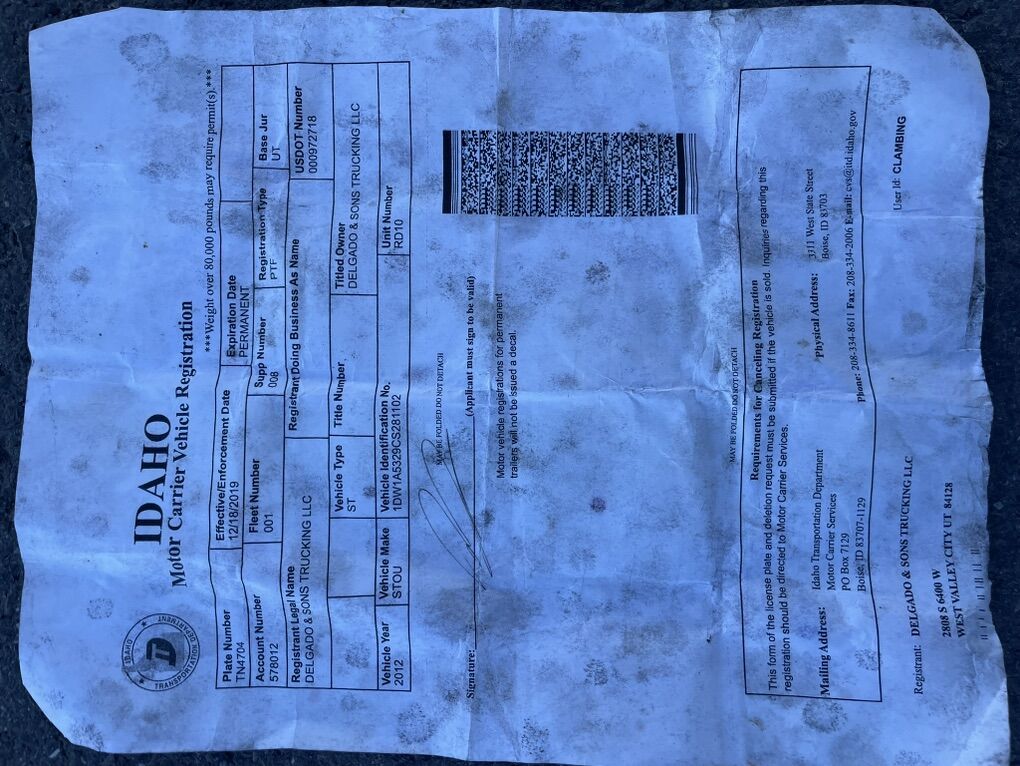 IDAHO
Motor Carrier Vehicle Registration
IDAHO
TRANSPORTATION DEPARTMENT
***Weight over 80,000 pounds may require permit(s).***
Plate Number Effective/Enforcement Date Expiration Date
TN4704 12/18/2019 PERMANENT
Account Number Fleet Number Supp Number Registration Type Base Jur
578012 001 008 PTF UT
Registrant Legal Name Registrant Doing Business As Name USDOT Number
DELGADO & SONS TRUCKING LLC 000972718
Vehicle Type Title Number Titled Owner
ST DELGADO & SONS TRUCKING LLC
Vehicle Year Vehicle Make Vehicle Identification No. Unit Number
2012 STOU 1DW1A5329CS281102 RD10
MAY BE FOLDED DO NOT DETACH
Signature: (Applicant must sign to be valid)
Motor vehicle registrations for permanent
trailers will not be issued a decal.
MAY BE FOLDED DO NOT DETACH
Requirements for Canceling Registration
This form of the license plate and deletion request must be submitted if the vehicle is sold. Inquiries regarding this
registration should be directed to Motor Carrier Services.
Mailing Address: Idaho Transportation Department Physical Address: 3311 West State Street
Motor Carrier Services Boise, ID 83703
PO Box 7129
Boise, ID 83707-1129 Phone: 208-334-8611 Fax: 208-334-2006 E-mail: cvs@itd.idaho.gov
User Id: CLAMBING
Registrant: DELGADO & SONS TRUCKING LLC
2808 S 6400 W
WEST VALLEY CITY UT 84128